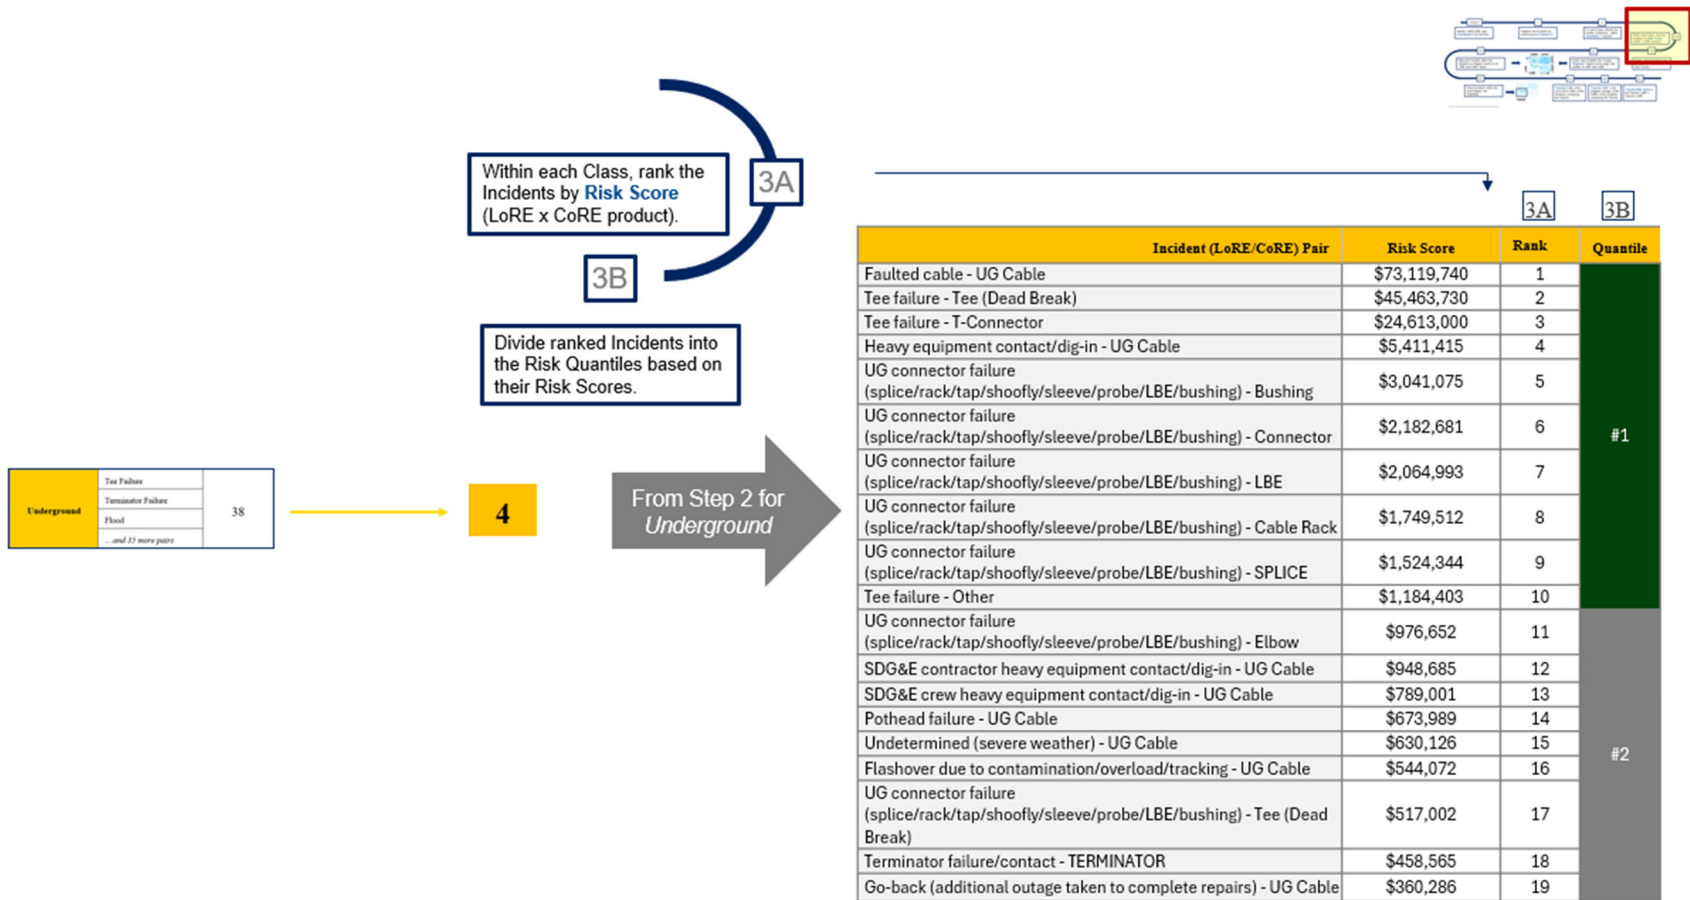 Within each Class, rank the
Incidents by Risk Score
(LoRE x CoRE product).
3A
3B
Divide ranked Incidents into
the Risk Quantiles based on
their Risk Scores.
Underground
Tee Failure
Terminator Failure
Flood
...and 35 more pairs
38
4
From Step 2 for
Underground
3A
3B
Incident (LoRE/CoRE) Pair Risk Score Rank Quantile
Faulted cable - UG Cable $73,119,740 1
Tee failure - Tee (Dead Break) $45,463,730 2
Tee failure - T-Connector $24,613,000 3
Heavy equipment contact/dig-in - UG Cable $5,411,415 4
UG connector failure
(splice/rack/tap/shoofly/sleeve/probe/LBE/bushing) - Bushing $3,041,075 5
UG connector failure
(splice/rack/tap/shoofly/sleeve/probe/LBE/bushing) - Connector $2,182,681 6
#1
UG connector failure
(splice/rack/tap/shoofly/sleeve/probe/LBE/bushing) - LBE $2,064,993 7
UG connector failure
(splice/rack/tap/shoofly/sleeve/probe/LBE/bushing) - Cable Rack $1,749,512 8
UG connector failure
(splice/rack/tap/shoofly/sleeve/probe/LBE/bushing) - SPLICE $1,524,344 9
Tee failure - Other $1,184,403 10
UG connector failure
(splice/rack/tap/shoofly/sleeve/probe/LBE/bushing) - Elbow $976,652 11
SDG&E contractor heavy equipment contact/dig-in - UG Cable $948,685 12
SDG&E crew heavy equipment contact/dig-in - UG Cable $789,001 13
Pothead failure - UG Cable $673,989 14
Undetermined (severe weather) - UG Cable $630,126 15
#2
Flashover due to contamination/overload/tracking - UG Cable $544,072 16
UG connector failure
(splice/rack/tap/shoofly/sleeve/probe/LBE/bushing) - Tee (Dead $517,002 17
Break)
Terminator failure/contact - TERMINATOR $458,565 18
Go-back (additional outage taken to complete repairs) - UG Cable $360,286 19